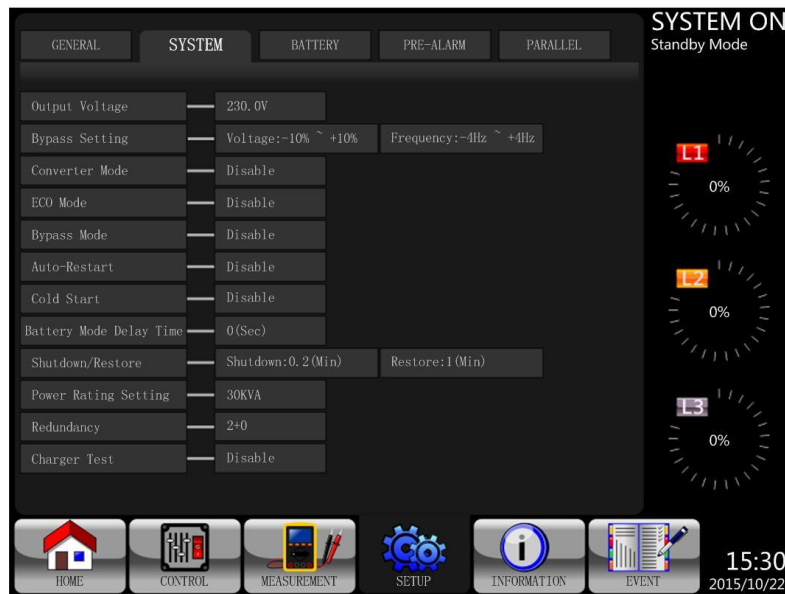 GENERAL SYSTEM BATTERY PRE-ALARM PARALLEL
SYSTEM ON
Standby Mode
Output Voltage 230.0V
Bypass Setting Voltage:-10% ~ +10% Frequency:-4Hz ~ +4Hz
Converter Mode Disable
ECO Mode Disable
Bypass Mode Disable
Auto-Restart Disable
Cold Start Disable
Battery Mode Delay Time 0(Sec)
Shutdown/Restore Shutdown:0.2(Min) Restore:1(Min)
Power Rating Setting 30KVA
Redundancy 2+0
Charger Test Disable
L1
0%
L2
0%
L3
0%
HOME CONTROL MEASUREMENT SETUP INFORMATION EVENT
15:30
2015/10/22